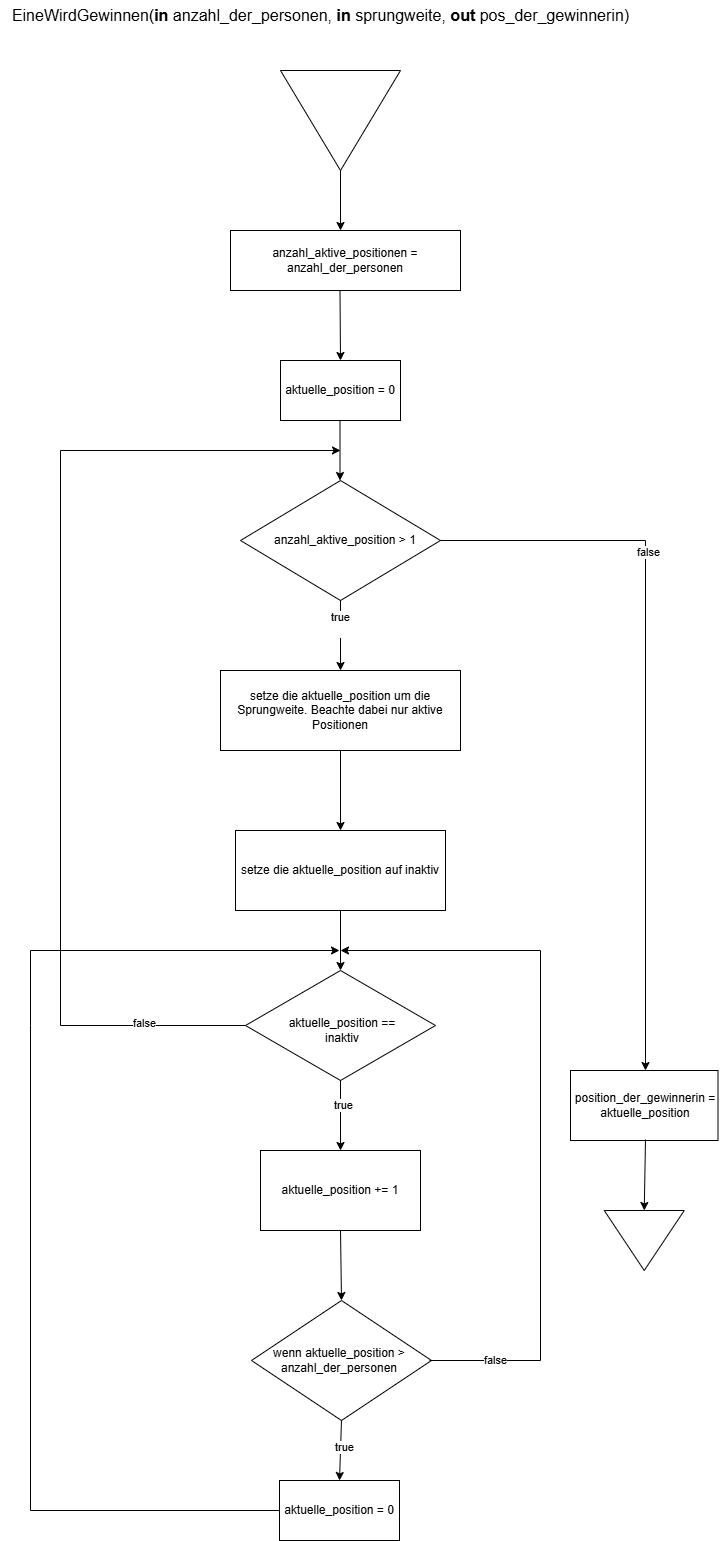 EineWirdGewinnen(in anzahl_der_personen, in sprungweite, out pos_der_gewinnerin)
anzahl_aktive_positionen =
anzahl_der_personen
aktuelle_position = 0
anzahl_aktive_position > 1
false
true
setze die aktuelle_position um die
Sprungweite. Beachte dabei nur aktive
Positionen
setze die aktuelle_position auf inaktiv
aktuelle_position ==
inaktiv
false
true
position_der_gewinnerin =
aktuelle_position
aktuelle_position += 1
wenn aktuelle_position >
anzahl_der_personen
false
true
aktuelle_position = 0